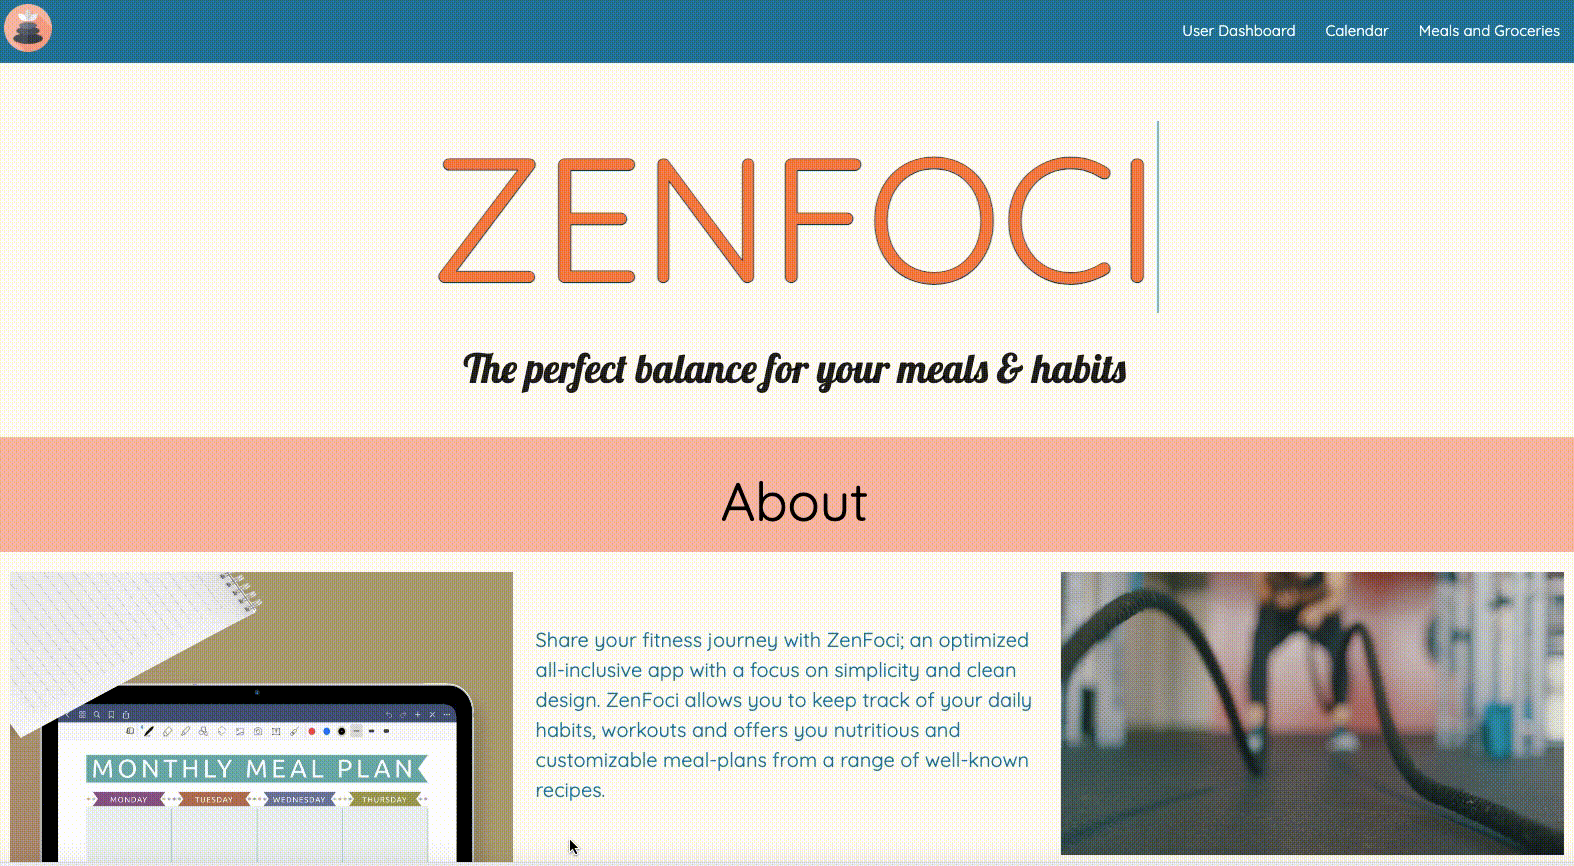 User Dashboard Calendar Meals and Groceries
ZENFOCI
The perfect balance for your meals & habits
About
Share your fitness journey with ZenFoci; an optimized
all-inclusive app with a focus on simplicity and clean
design. ZenFoci allows you to keep track of your daily
habits, workouts and offers you nutritious and
customizable meal-plans from a range of well-known
recipes.
MONTHLY MEAL PLAN
MONDAY TUESDAY WEDNESDAY THURSDAY